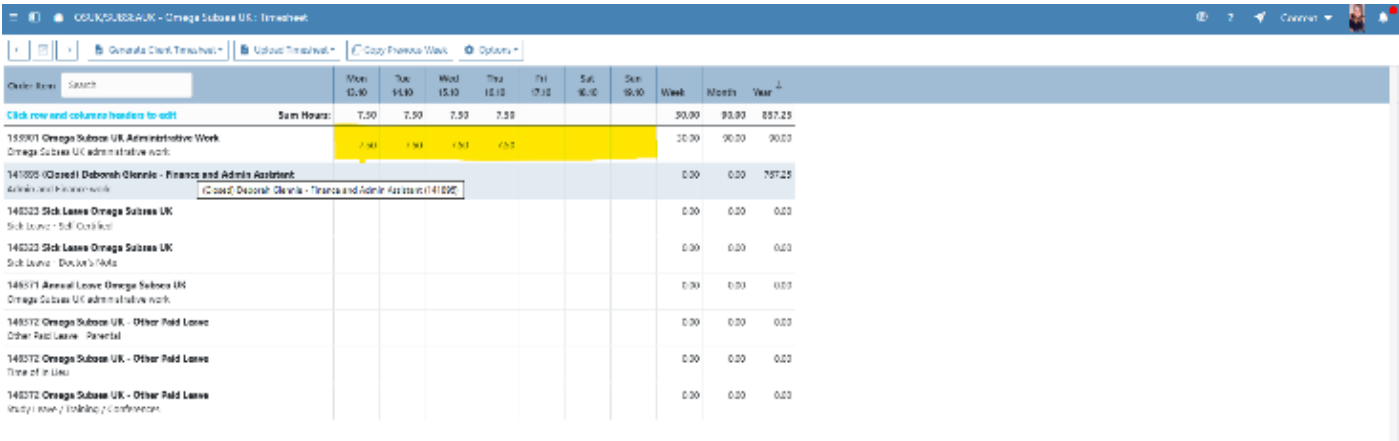 OSUK/SUBSEAUK - Omega Subsea UK: Timesheet ? Connect
Generate Client Timesheet Upload Timesheet Copy Previous Week Options
Order Item Search Mon 13.10 Tue 14.10 Wed 15.10 Thu 16.10 Fri 17.10 Sat 18.10 Sun 19.10 Week Month Year
Click row and columns headers to edit Sum Hours: 7.50 7.50 7.50 7.50 30.00 90.00 857.25
Omega Subsea UK Administrative Work 7.50 7.50 7.50 7.50 30.00 90.00 90.00
Omega Subsea UK administrative work
141895 (Closed) Deborah Glennie - Finance and Admin Assistant 0.00 0.00 767.25
Admin and Finance work
(Closed) Deborah Glennie - Finance and Admin Assistant (141895)
146323 Sick Leave Omega Subsea UK 0.00 0.00 0.00
Sick Leave - Self Certified
146323 Sick Leave Omega Subsea UK 0.00 0.00 0.00
Sick Leave - Doctor's Note
146371 Annual Leave Omega Subsea UK 0.00 0.00 0.00
Omega Subsea UK administrative work
146372 Omega Subsea UK - Other Paid Leave 0.00 0.00 0.00
Other Paid Leave - Parental
146372 Omega Subsea UK - Other Paid Leave 0.00 0.00 0.00
Time of in Lieu
146372 Omega Subsea UK - Other Paid Leave 0.00 0.00 0.00
Study Leave / Training / Conferences